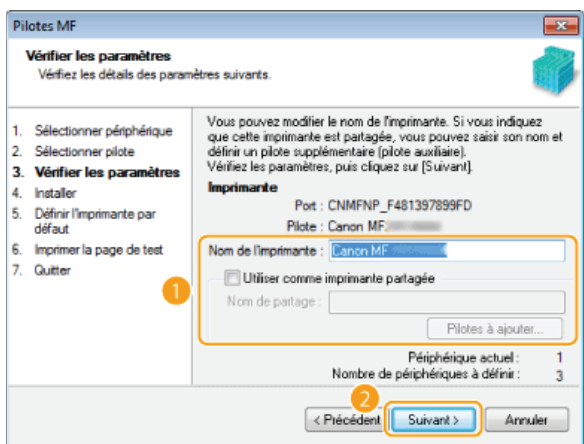 Pilotes MF
Vérifier les paramètres
Vérifiez les détails des paramètres suivants.
1. Sélectionner périphérique
2. Sélectionner pilote
3. Vérifier les paramètres
4. Installer
5. Définir l'imprimante par
défaut
6. Imprimer la page de test
7. Quitter
Vous pouvez modifier le nom de l'imprimante. Si vous indiquez
que cette imprimante est partagée, vous pouvez saisir son nom et
définir un pilote supplémentaire (pilote auxiliaire).
Vérifiez les paramètres, puis cliquez sur [Suivant].
Imprimante
Port : CNMFNP_F481397899FD
Pilote : Canon MF
Nom de l'imprimante : Canon MF
1
Utiliser comme imprimante partagée
Nom de partage :
Pilotes à ajouter...
Périphérique actuel : 1
Nombre de périphériques à définir : 3
2
< Précédent Suivant > Annuler